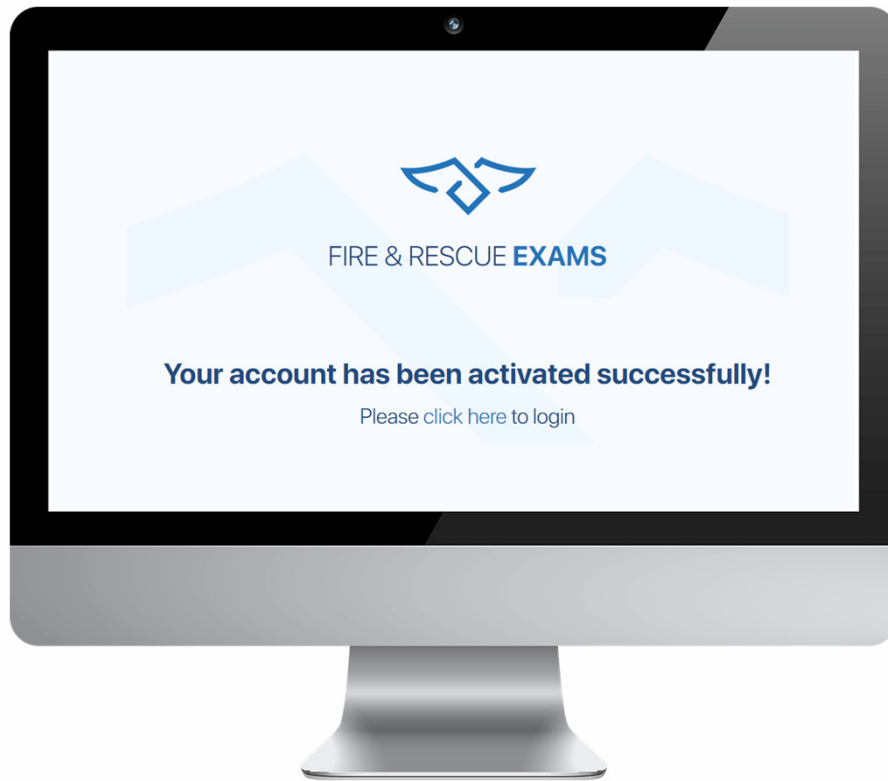 FIRE & RESCUE EXAMS
Your account has been activated successfully!
Please click here to login